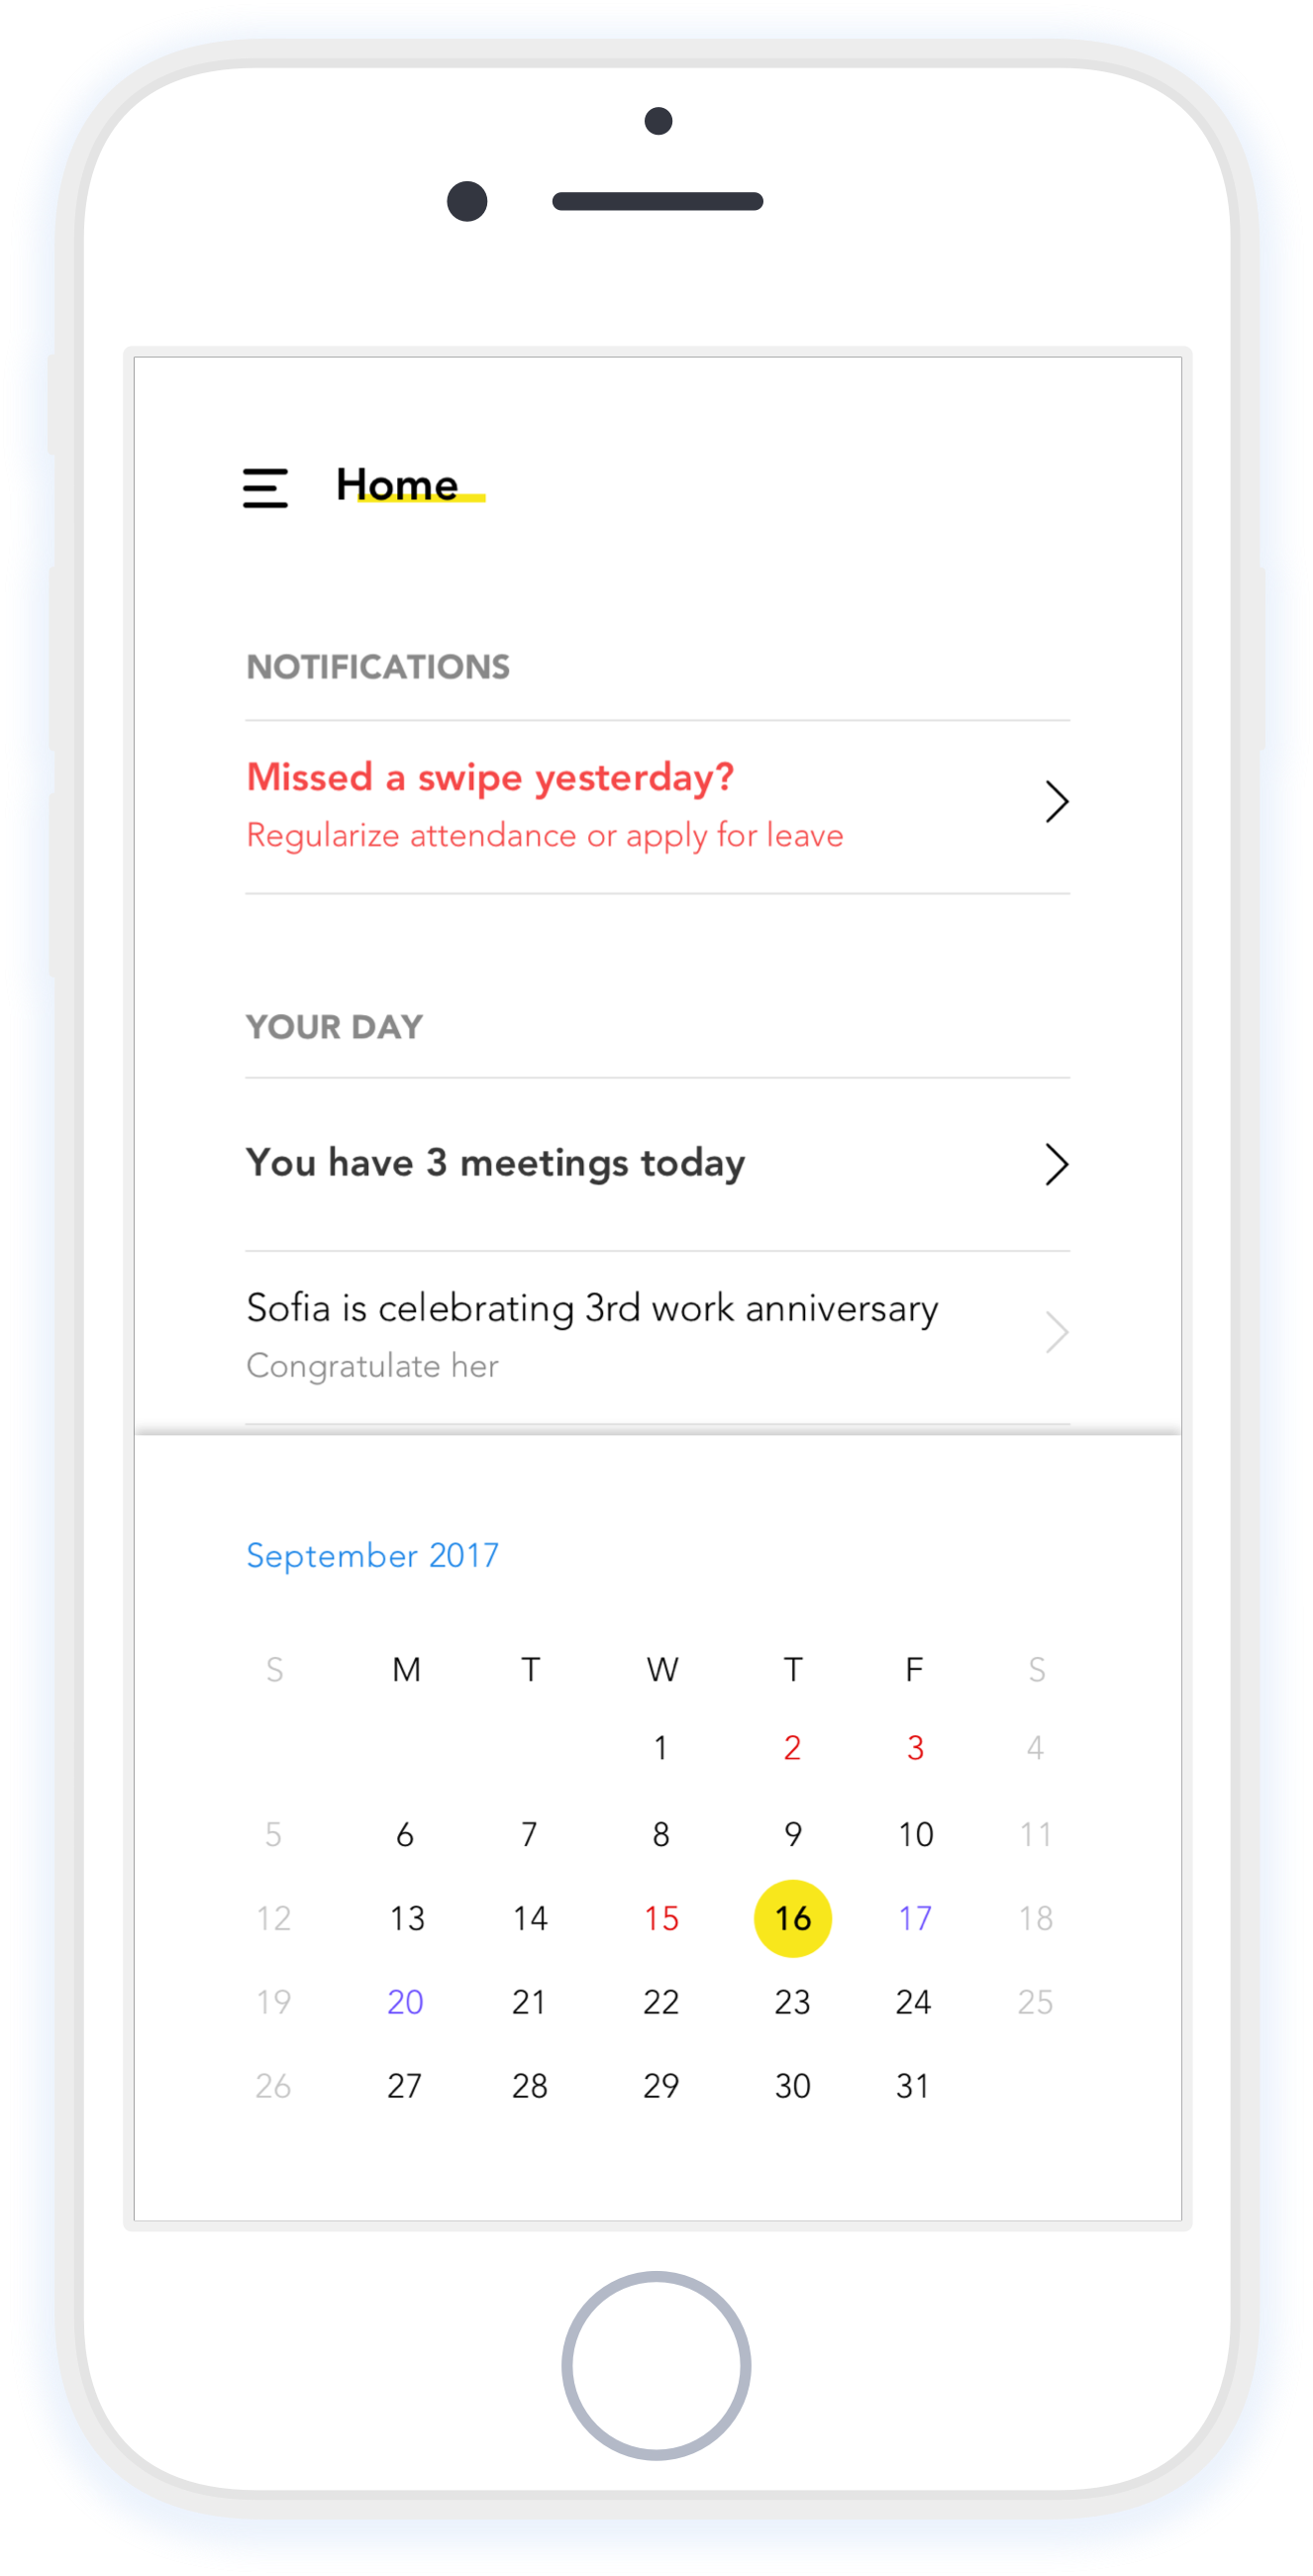 Home
NOTIFICATIONS
Missed a swipe yesterday?
Regularize attendance or apply for leave
YOUR DAY
You have 3 meetings today
Sofia is celebrating 3rd work anniversary
Congratulate her
September 2017
S M T W T F S
1 2 3 4
5 6 7 8 9 10 11
12 13 14 15 16 17 18
19 20 21 22 23 24 25
26 27 28 29 30 31